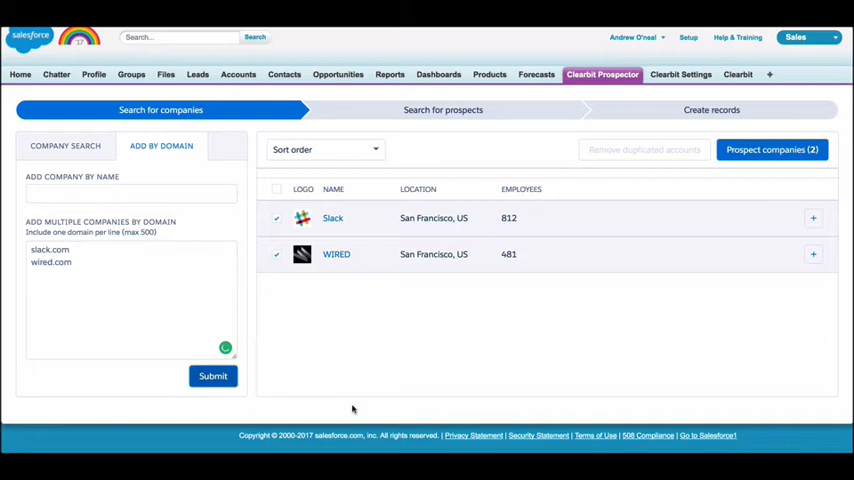 salesforce
'17
Search...
Search
Andrew O'neal
Setup
Help & Training
Sales
Home Chatter Profile Groups Files Leads Accounts Contacts Opportunities Reports Dashboards Products Forecasts Clearbit Prospector Clearbit Settings Clearbit +
Search for companies
Search for prospects
Create records
COMPANY SEARCH
ADD BY DOMAIN
ADD COMPANY BY NAME
ADD MULTIPLE COMPANIES BY DOMAIN
Include one domain per line (max 500)
slack.com
wired.com
Submit
Sort order
Remove duplicated accounts
Prospect companies (2)
LOGO NAME LOCATION EMPLOYEES
Slack San Francisco, US 812 +
WIRED San Francisco, US 481 +
Copyright © 2000-2017 salesforce.com, inc. All rights reserved. | Privacy Statement | Security Statement | Terms of Use | 508 Compliance | Go to Salesforce1